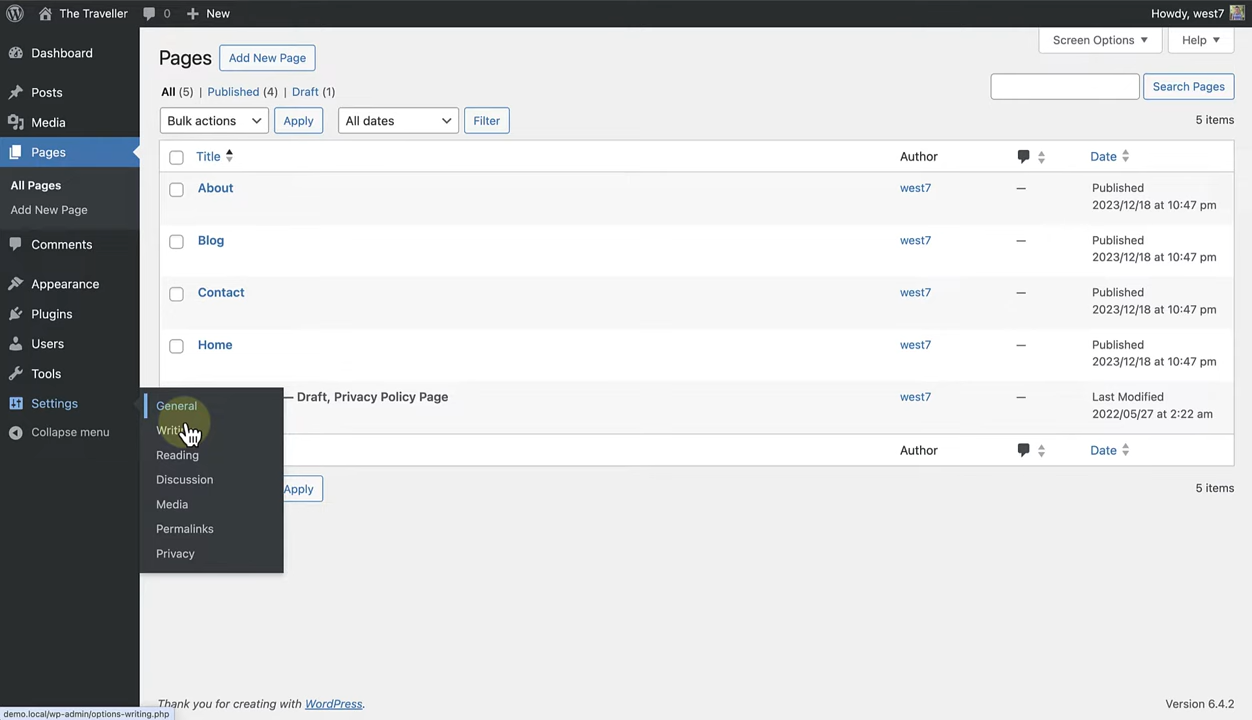 The Traveller 0 New Howdy, west7
Dashboard
Posts
Media
Pages
All Pages
Add New Page
Comments
Appearance
Plugins
Users
Tools
Settings
Collapse menu
General
Reading
Discussion
Media
Permalinks
Privacy
Screen Options Help
Pages Add New Page
All (5) | Published (4) | Draft (1)
Search Pages
Bulk actions Apply All dates Filter 5 items
Title Author Date
About west7 — Published
2023/12/18 at 10:47 pm
Blog west7 — Published
2023/12/18 at 10:47 pm
Contact west7 — Published
2023/12/18 at 10:47 pm
Home west7 — Published
2023/12/18 at 10:47 pm
— Draft, Privacy Policy Page west7 — Last Modified
2022/05/27 at 2:22 am
Author Date
Apply 5 items
Thank you for creating with WordPress. Version 6.4.2
demo.local/wp-admin/options-writing.php